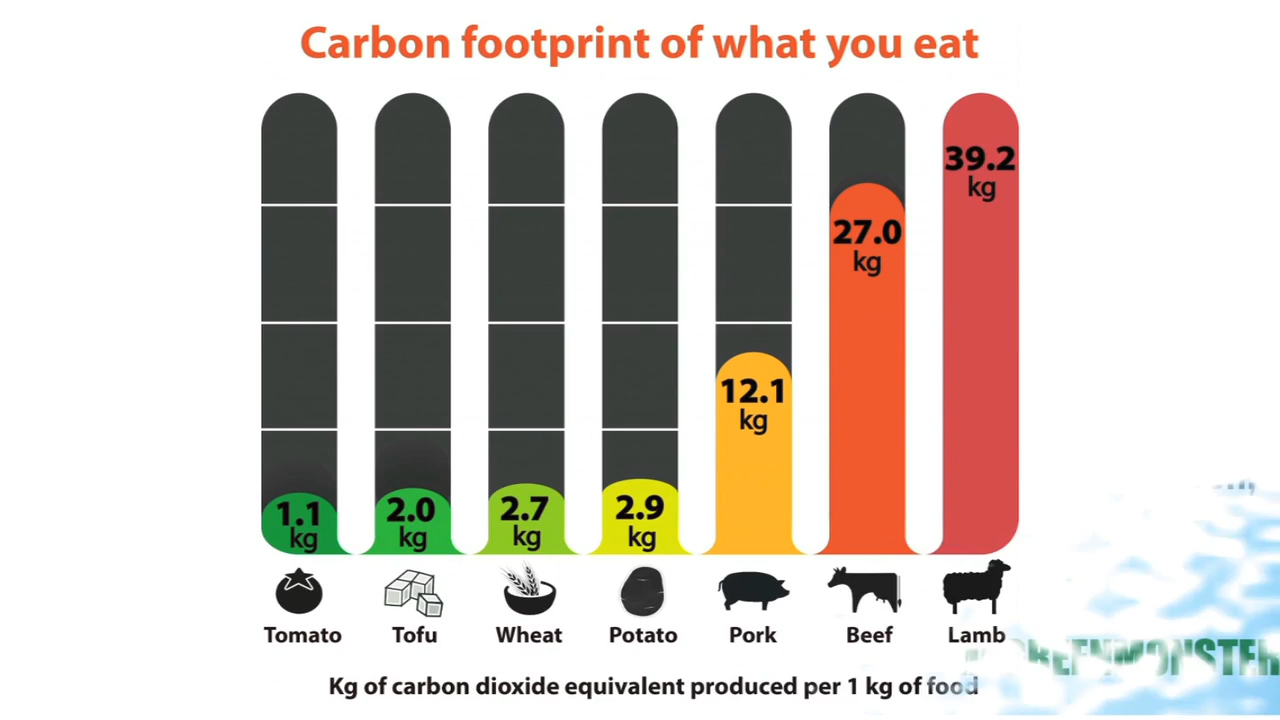 Carbon footprint of what you eat
39.2
kg
27.0
kg
12.1
kg
1.1
kg
2.0
kg
2.7
kg
2.9
kg
Tomato Tofu Wheat Potato Pork Beef Lamb
GREENMONSTER
Kg of carbon dioxide equivalent produced per 1 kg of food